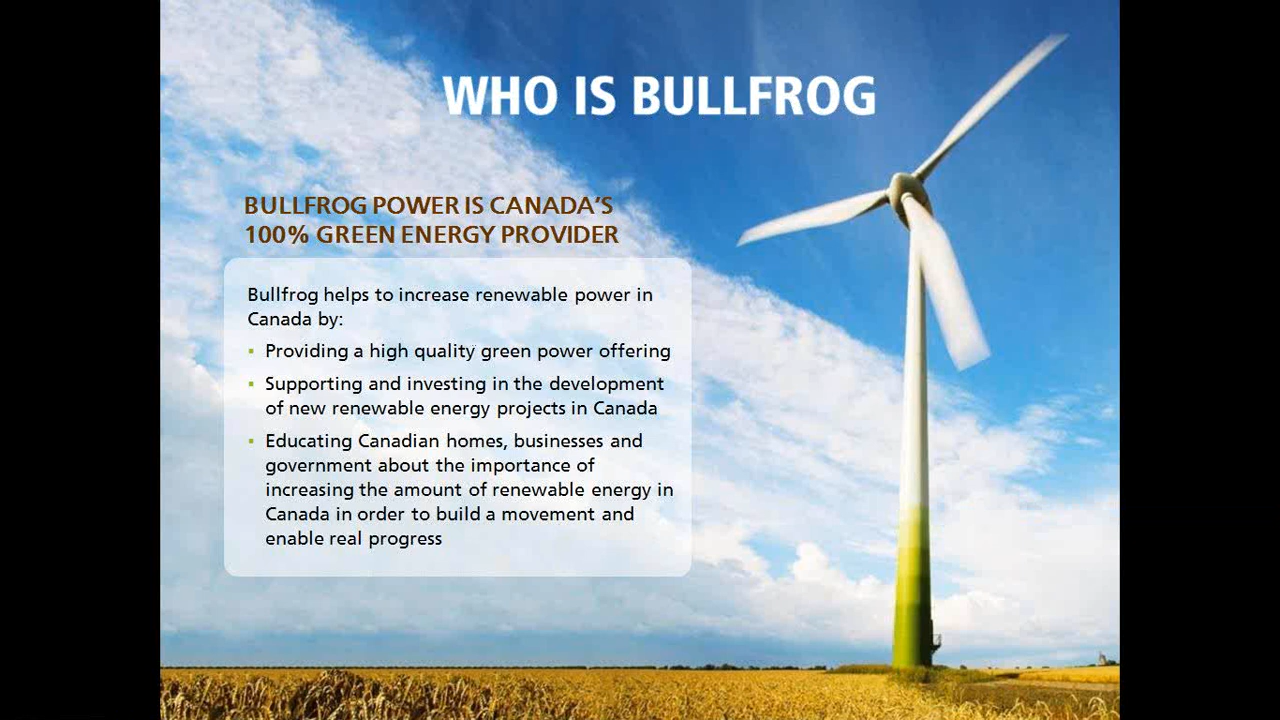 WHO IS BULLFROG
BULLFROG POWER IS CANADA'S
100% GREEN ENERGY PROVIDER
Bullfrog helps to increase renewable power in
Canada by:
▪ Providing a high quality green power offering
▪ Supporting and investing in the development
of new renewable energy projects in Canada
▪ Educating Canadian homes, businesses and
government about the importance of
increasing the amount of renewable energy in
Canada in order to build a movement and
enable real progress